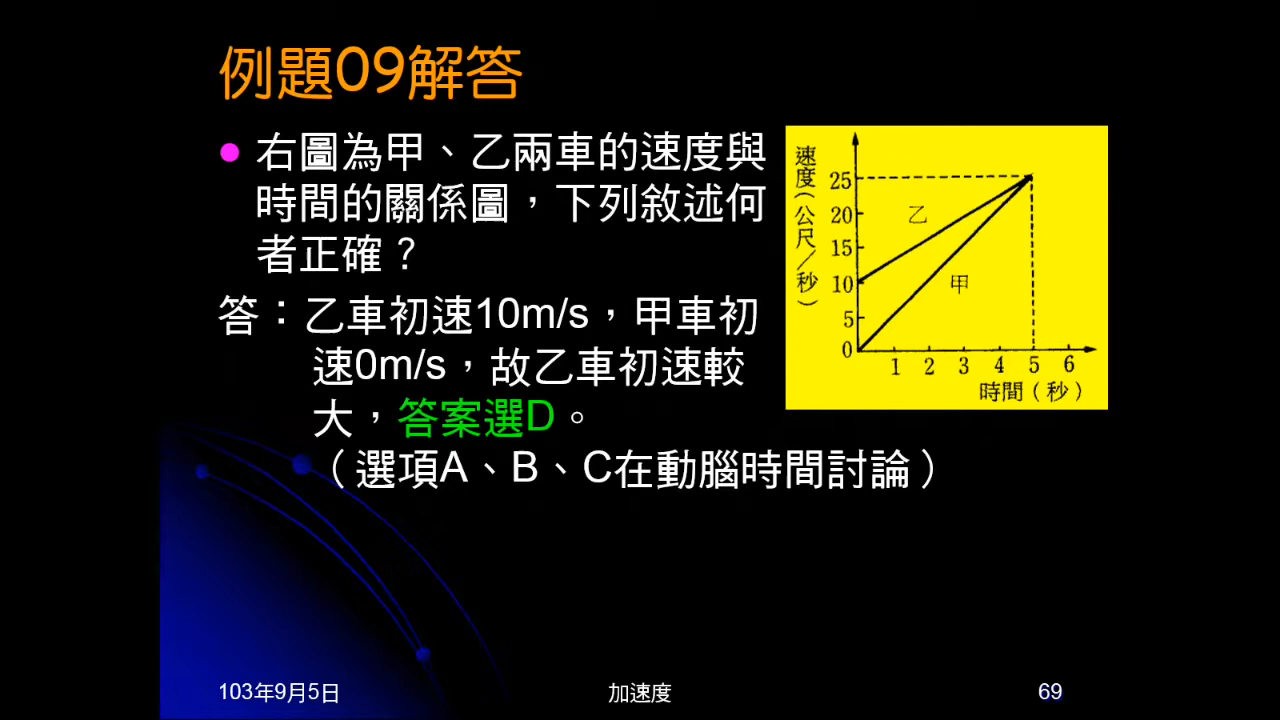 例題09解答
右圖為甲、乙兩車的速度與
時間的關係圖，下列敘述何
者正確？
答：乙車初速10m/s，甲車初
速0m/s，故乙車初速較
大，答案選D。
（選項A、B、C在動腦時間討論）
速度(公尺/秒)
25
20
15
10
5
0
乙
甲
1 2 3 4 5 6
時間(秒)
103年9月5日
加速度
69